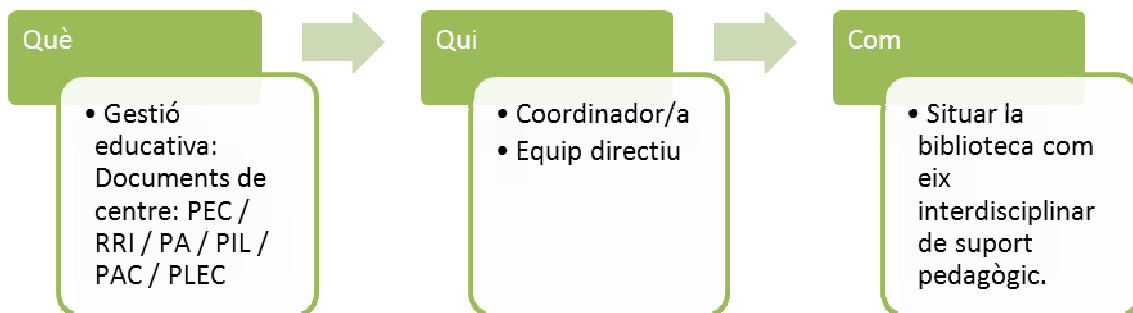 Què
• Gestió
educativa:
Documents de
centre: PEC /
RRI / PA / PIL /
PAC / PLEC
Qui
• Coordinador/a
• Equip directiu
Com
• Situar la
biblioteca com
eix
interdisciplinar
de suport
pedagògic.